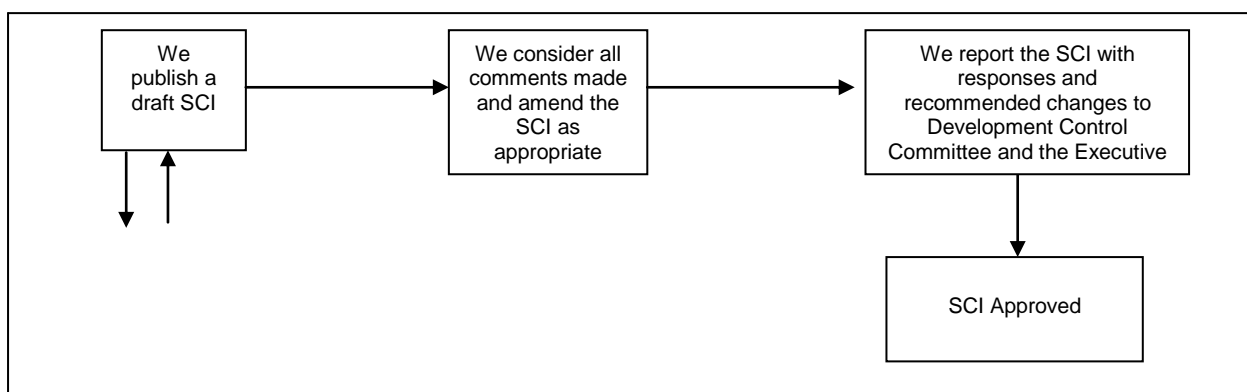 We
publish a
draft SCI
We consider all
comments made
and amend the
SCI as
appropriate
We report the SCI with
responses and
recommended changes to
Development Control
Committee and the Executive
SCI Approved